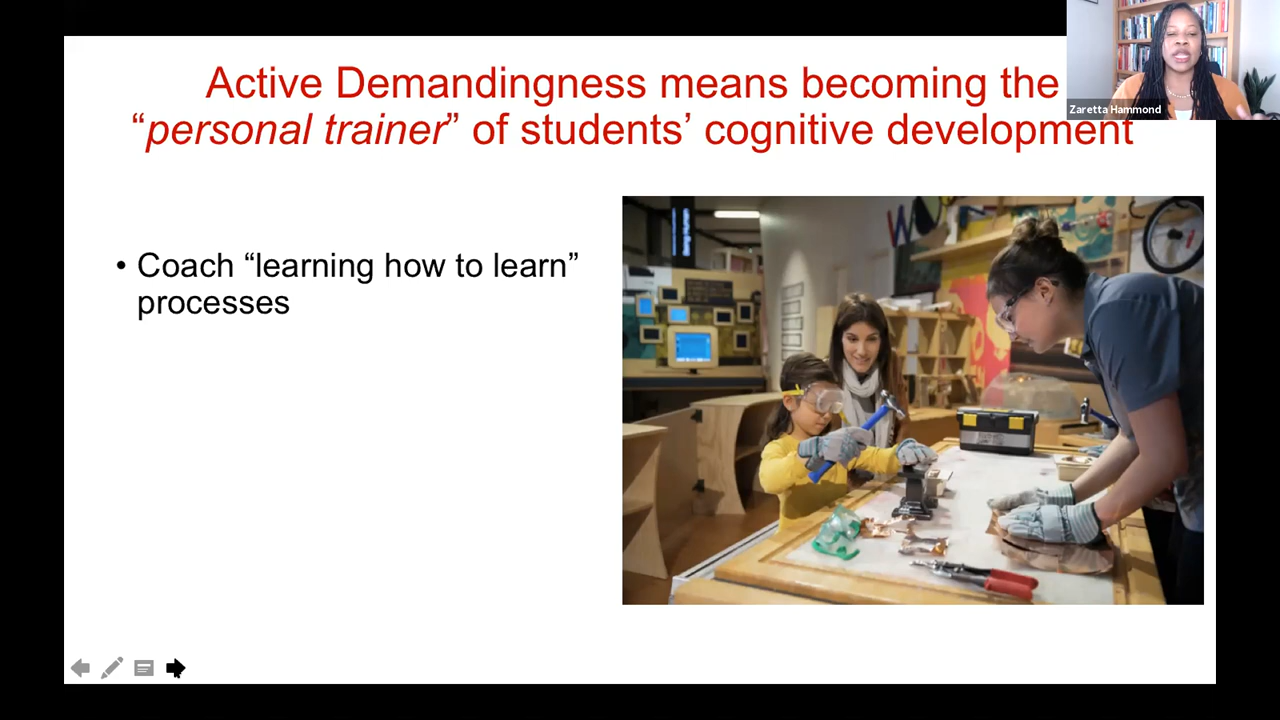 Active Demandingness means becoming the
“personal trainer” of students’ cognitive development
Zaretta Hammond
• Coach “learning how to learn”
processes